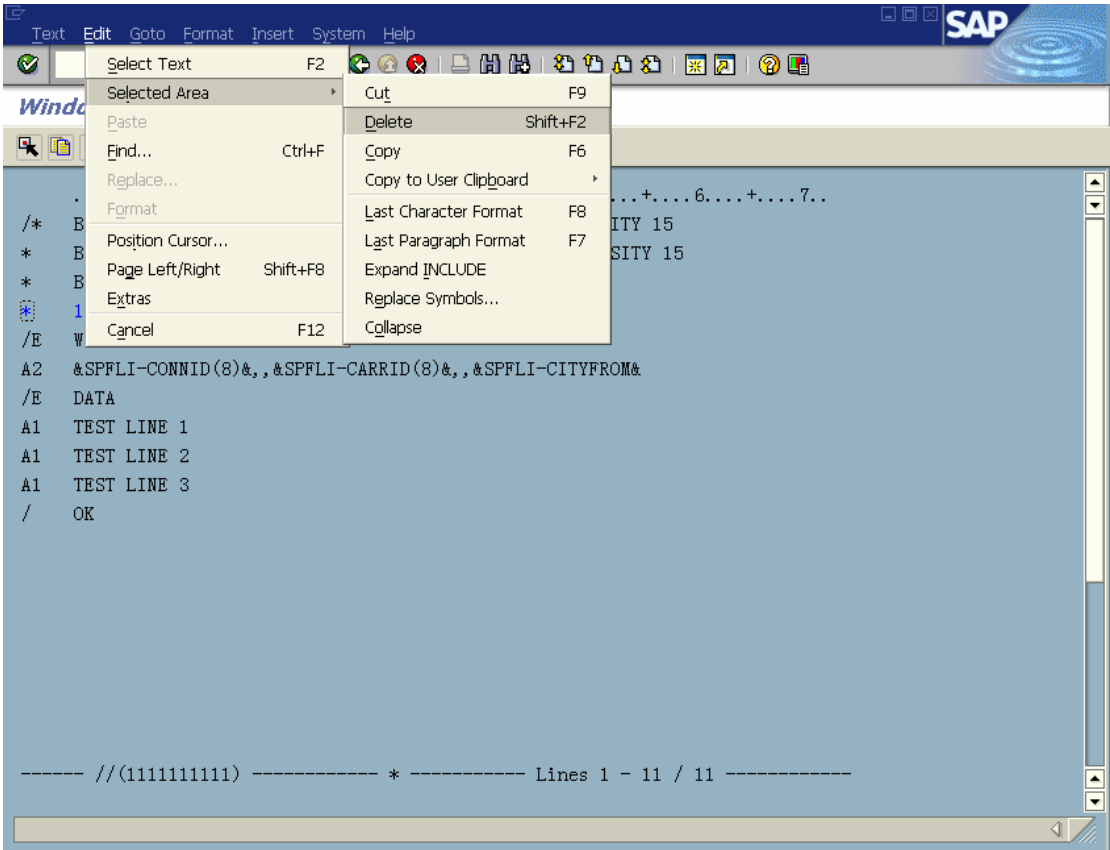 Text Edit Goto Format Insert System Help
SAP
Select Text F2
Selected Area
Paste
Find... Ctrl+F
Replace...
Format
Position Cursor...
Page Left/Right Shift+F8
Extras
Cancel F12
Cut F9
Delete Shift+F2
Copy F6
Copy to User Clipboard
Last Character Format F8
Last Paragraph Format F7
Expand INCLUDE
Replace Symbols...
Collapse
. ...+....6....+....7..
/* B ITY 15
* B SITY 15
* B
* 1
/E W
A2 &SPFLI-CONNID(8)&,,&SPFLI-CARRID(8)&,,&SPFLI-CITYFROM&
/E DATA
A1 TEST LINE 1
A1 TEST LINE 2
A1 TEST LINE 3
/ OK
------ //(1111111111) ------------ * ----------- Lines 1 - 11 / 11 ------------